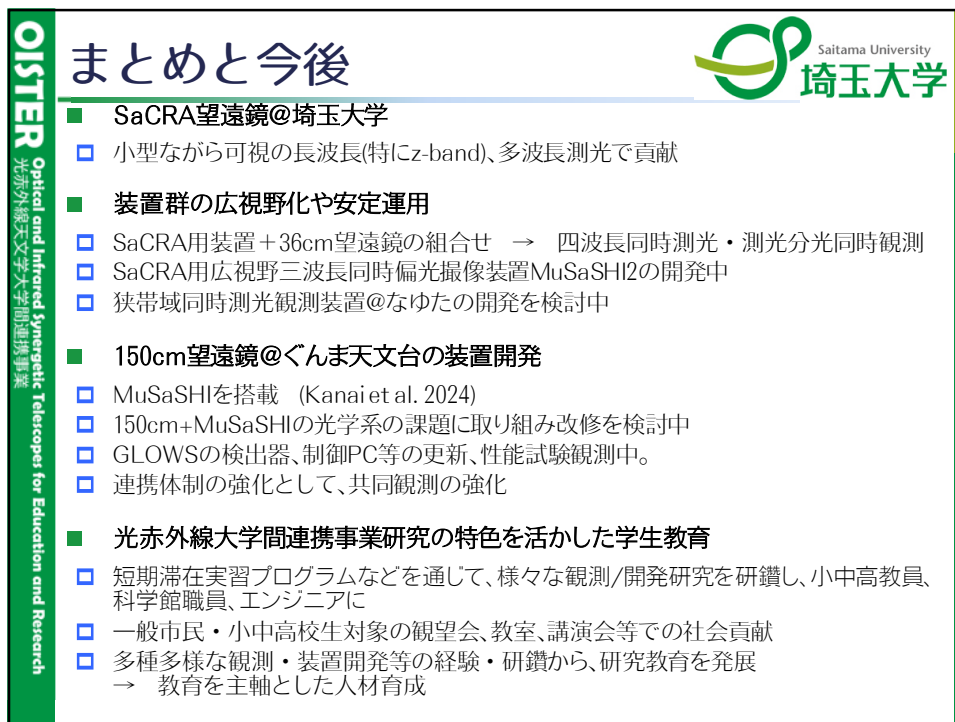 OISTER Optical and Infrared Synergetic Telescopes for Education and Research
光赤外線天文学大学間連携事業
まとめと今後
Saitama University
埼玉大学
SaCRA望遠鏡@埼玉大学
小型ながら可視の長波長(特にz-band)、多波長測光で貢献
装置群の広視野化や安定運用
SaCRA用装置＋36cm望遠鏡の組合せ → 四波長同時測光・測光分光同時観測
SaCRA用広視野三波長同時偏光撮像装置MuSaSHI2の開発中
狭帯域同時測光観測装置@なゆたの開発を検討中
150cm望遠鏡@ぐんま天文台の装置開発
MuSaSHIを搭載 (Kanai et al. 2024)
150cm+MuSaSHIの光学系の課題に取り組み改修を検討中
GLOWSの検出器、制御PC等の更新、性能試験観測中。
連携体制の強化として、共同観測の強化
光赤外線大学間連携事業研究の特色を活かした学生教育
短期滞在実習プログラムなどを通じて、様々な観測/開発研究を研鑽し、小中高教員、
科学館職員、エンジニアに
一般市民・小中高校生対象の観望会、教室、講演会等での社会貢献
多種多様な観測・装置開発等の経験・研鑽から、研究教育を発展
→ 教育を主軸とした人材育成